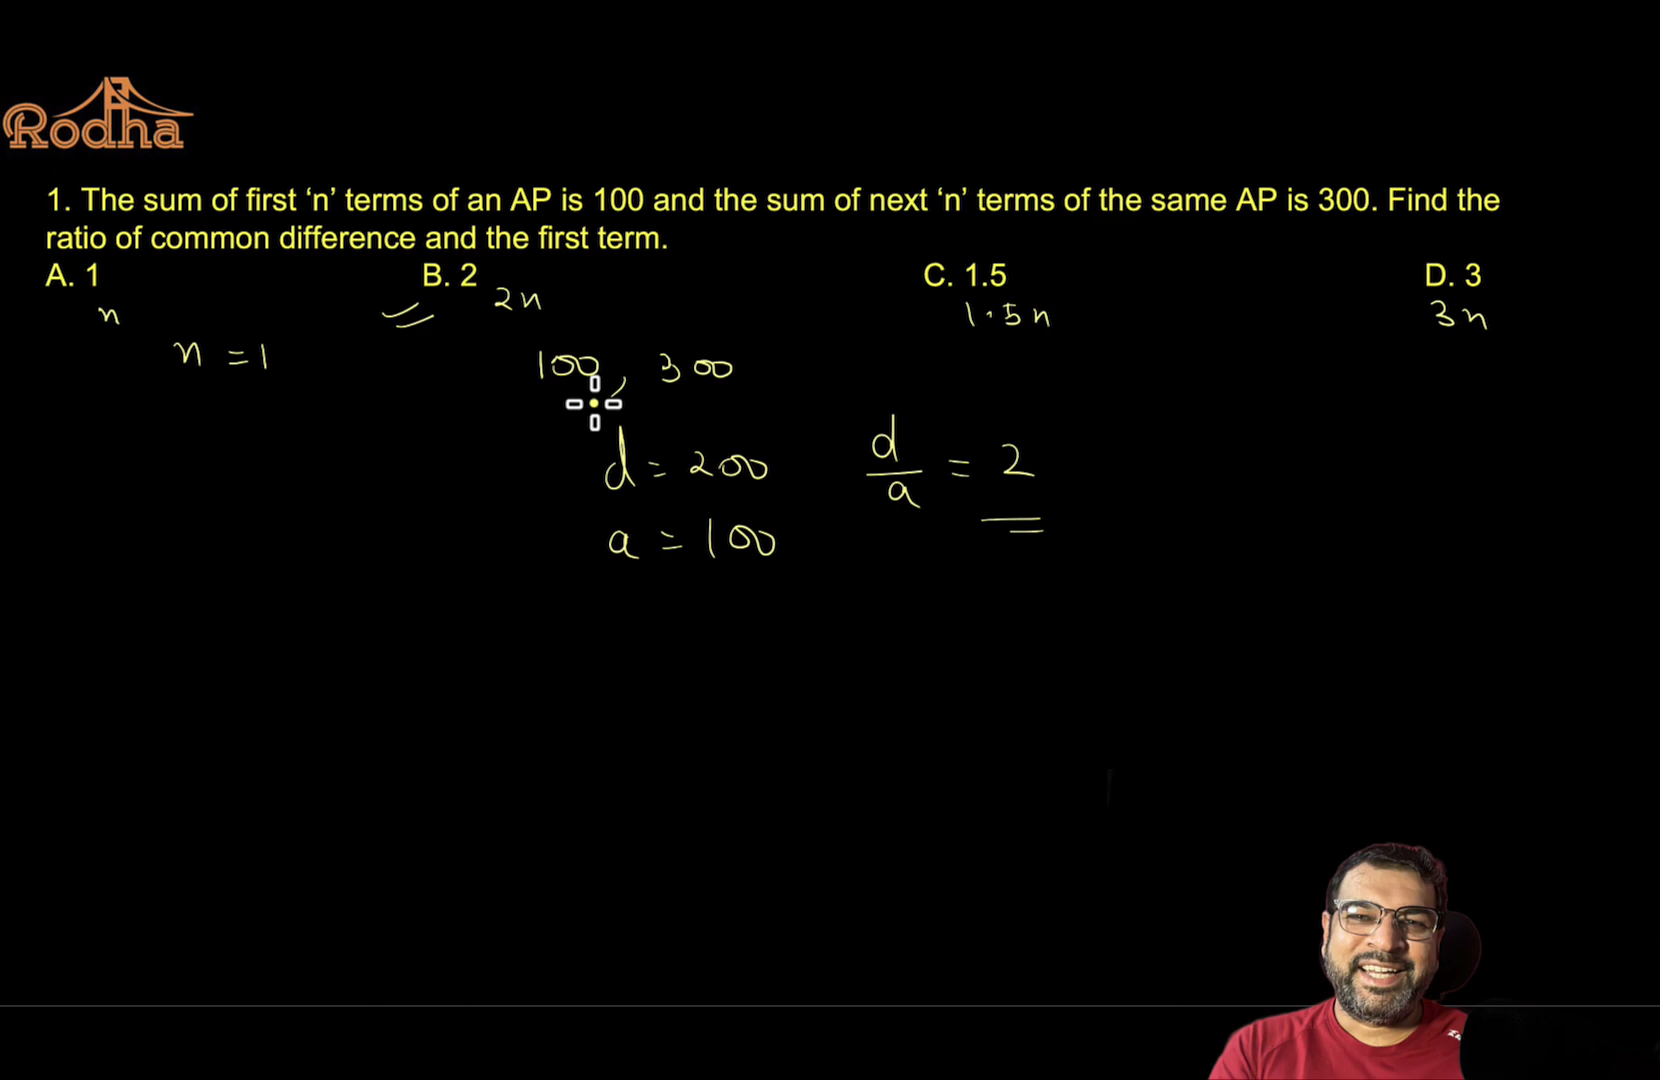 Rodha
1. The sum of first ‘n’ terms of an AP is 100 and the sum of next ‘n’ terms of the same AP is 300. Find the
ratio of common difference and the first term.
A. 1 B. 2 C. 1.5 D. 3
n 2n 1.5n 3n
n = 1 100, 300
d = 200 d/a = 2
a = 100